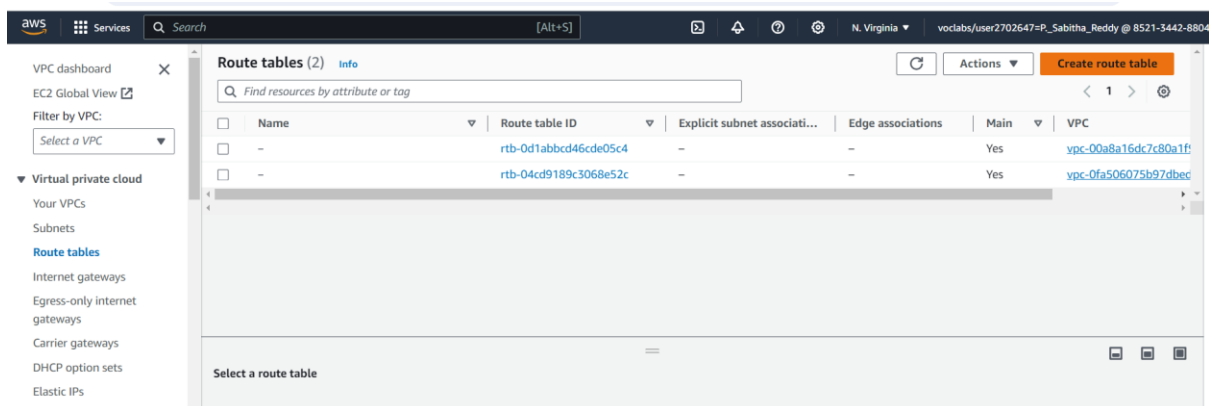 aws Services Search [Alt+S] N. Virginia voclabs/user2702647=P._Sabitha_Reddy @ 8521-3442-8804
VPC dashboard
EC2 Global View
Filter by VPC:
Select a VPC
Virtual private cloud
Your VPCs
Subnets
Route tables
Internet gateways
Egress-only internet
gateways
Carrier gateways
DHCP option sets
Elastic IPs
Route tables (2) Info Actions Create route table
Find resources by attribute or tag 1
Name Route table ID Explicit subnet associati... Edge associations Main VPC
– rtb-0d1abbcd46cde05c4 – – Yes vpc-00a8a16dc7c80a1f
– rtb-04cd9189c3068e52c – – Yes vpc-0fa506075b97dbed
Select a route table